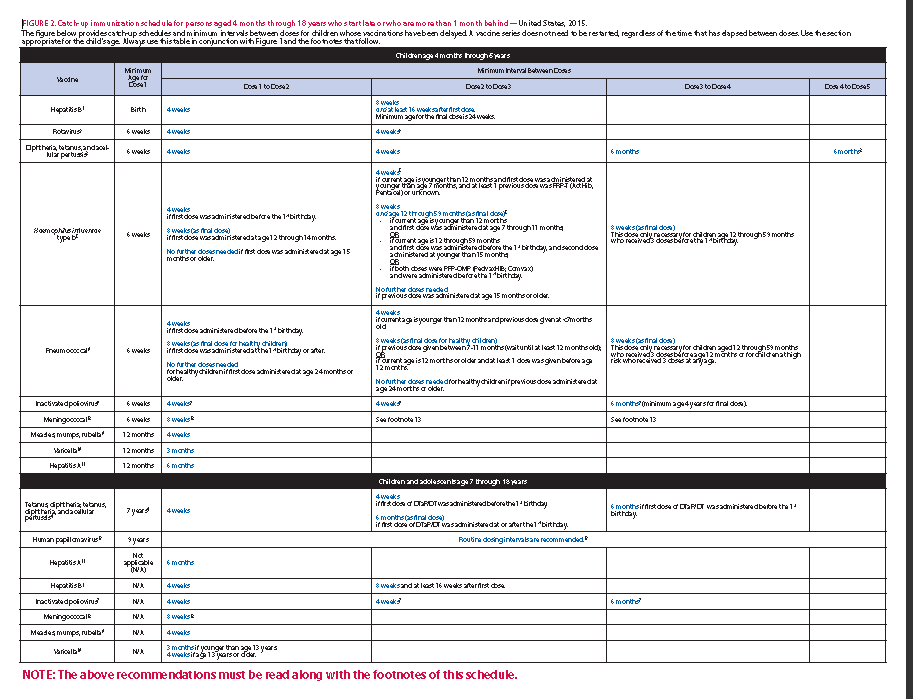 FIGURE 2. Catch-up immunization schedule for persons aged 4 months through 18 years who start late or who are more than 1 month behind — United States, 2015.
The figure below provides catch-up schedules and minimum intervals between doses for children whose vaccinations have been delayed. A vaccine series does not need to be restarted, regardless of the time that has elapsed between doses. Use the section
appropriate for the child's age. Always use this table in conjunction with Figure 1 and the footnotes that follow.
Children age 4 months through 6 years
Vaccine
Minimum
Age for
Dose 1
Minimum Interval Between Doses
Dose 1 to Dose 2
Dose 2 to Dose 3
Dose 3 to Dose 4
Dose 4 to Dose 5
Hepatitis B1
Birth
4 weeks
8 weeks
and at least 16 weeks after first dose.
Minimum age for the final dose is 24 weeks.
Rotavirus2
6 weeks
4 weeks
4 weeks2
Diphtheria, tetanus, and acel-
lular pertussis3
6 weeks
4 weeks
4 weeks
6 months
6 months3
Haemophilus influenzae
type b5
6 weeks
4 weeks
if first dose was administered before the 1st birthday.
8 weeks (as final dose)
if first dose was administered at age 12 through 14 months.
No further doses needed if first dose was administered at age 15
months or older.
4 weeks5
if current age is younger than 12 months and first dose was administered at
younger than age 7 months, and at least 1 previous dose was PRP-T (ActHib,
Pentacel) or unknown.
8 weeks
and age 12 through 59 months (as final dose)5
• if current age is younger than 12 months
and first dose was administered at age 7 through 11 months;
OR
• if current age is 12 through 59 months
and first dose was administered before the 1st birthday, and second dose
administered at younger than 15 months;
OR
• if both doses were PRP-OMP (PedvaxHIB; Comvax)
and were administered before the 1st birthday.
No further doses needed
if previous dose was administered at age 15 months or older.
8 weeks (as final dose)
This dose only necessary for children age 12 through 59 months
who received 3 doses before the 1st birthday.
Pneumococcal6
6 weeks
4 weeks
if first dose administered before the 1st birthday.
8 weeks (as final dose for healthy children)
if first dose was administered at the 1st birthday or after.
No further doses needed
for healthy children if first dose administered at age 24 months or
older.
4 weeks
if current age is younger than 12 months and previous dose given at <7months
old
8 weeks (as final dose for healthy children)
if previous dose given between 7-11 months (wait until at least 12 months old);
OR
if current age is 12 months or older and at least 1 dose was given before age
12 months.
No further doses needed for healthy children if previous dose administered at
age 24 months or older.
8 weeks (as final dose)
This dose only necessary for children aged 12 through 59 months
who received 3 doses before age 12 months or for children at high
risk who received 3 doses at any age.
Inactivated poliovirus7
6 weeks
4 weeks7
4 weeks7
6 months7 (minimum age 4 years for final dose).
Meningococcal13
6 weeks
8 weeks13
See footnote 13
See footnote 13
Measles, mumps, rubella9
12 months
4 weeks
Varicella10
12 months
3 months
Hepatitis A11
12 months
6 months
Children and adolescents age 7 through 18 years
Tetanus, diphtheria; tetanus,
diphtheria, and acellular
pertussis4
7 years4
4 weeks
4 weeks
if first dose of DTaP/DT was administered before the 1st birthday
6 months (as final dose)
if first dose of DTaP/DT was administered at or after the 1st birthday.
6 months if first dose of DTaP/DT was administered before the 1st
birthday.
Human papillomavirus12
9 years
Routine dosing intervals are recommended.12
Hepatitis A11
Not
applicable
(N/A)
6 months
Hepatitis B1
N/A
4 weeks
8 weeks and at least 16 weeks after first dose.
Inactivated poliovirus7
N/A
4 weeks
4 weeks7
6 months7
Meningococcal13
N/A
8 weeks13
Measles, mumps, rubella9
N/A
4 weeks
Varicella10
N/A
3 months if younger than age 13 years.
4 weeks if age 13 years or older.
NOTE: The above recommendations must be read along with the footnotes of this schedule.